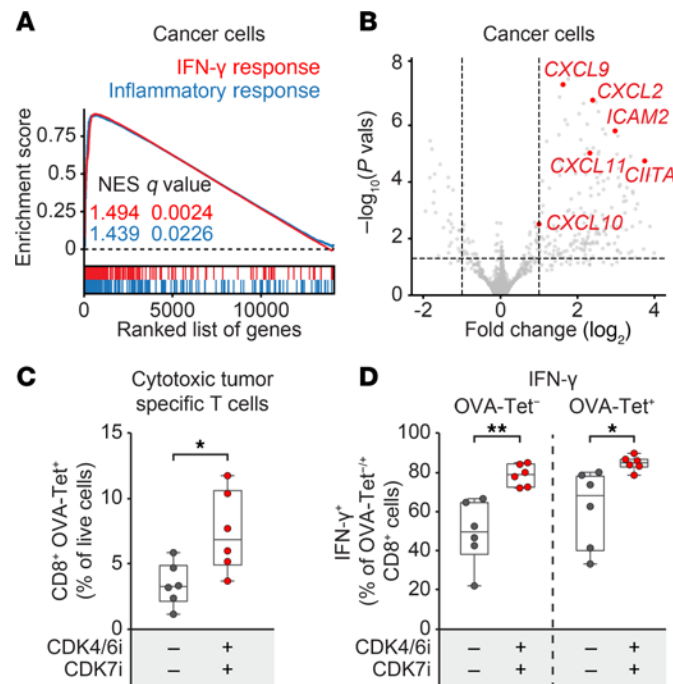 A
Cancer cells
IFN-γ response
Inflammatory response
Enrichment score
0.75
0.5
0.25
0
NES q value
1.494 0.0024
1.439 0.0226
0 5000 10000
Ranked list of genes
B
Cancer cells
−log10(P vals)
8
6
4
2
0
CXCL9
CXCL2
ICAM2
CXCL11
CIITA
CXCL10
-2 0 2 4
Fold change (log2)
C
Cytotoxic tumor
specific T cells
CD8+ OVA-Tet+
(% of live cells)
15
10
5
0
*
CDK4/6i – +
CDK7i – +
D
IFN-γ
OVA-Tet− OVA-Tet+
IFN-γ+
(% of OVA-Tet−/+
CD8+ cells)
100
80
60
40
20
0
** *
CDK4/6i – + – +
CDK7i – + – +